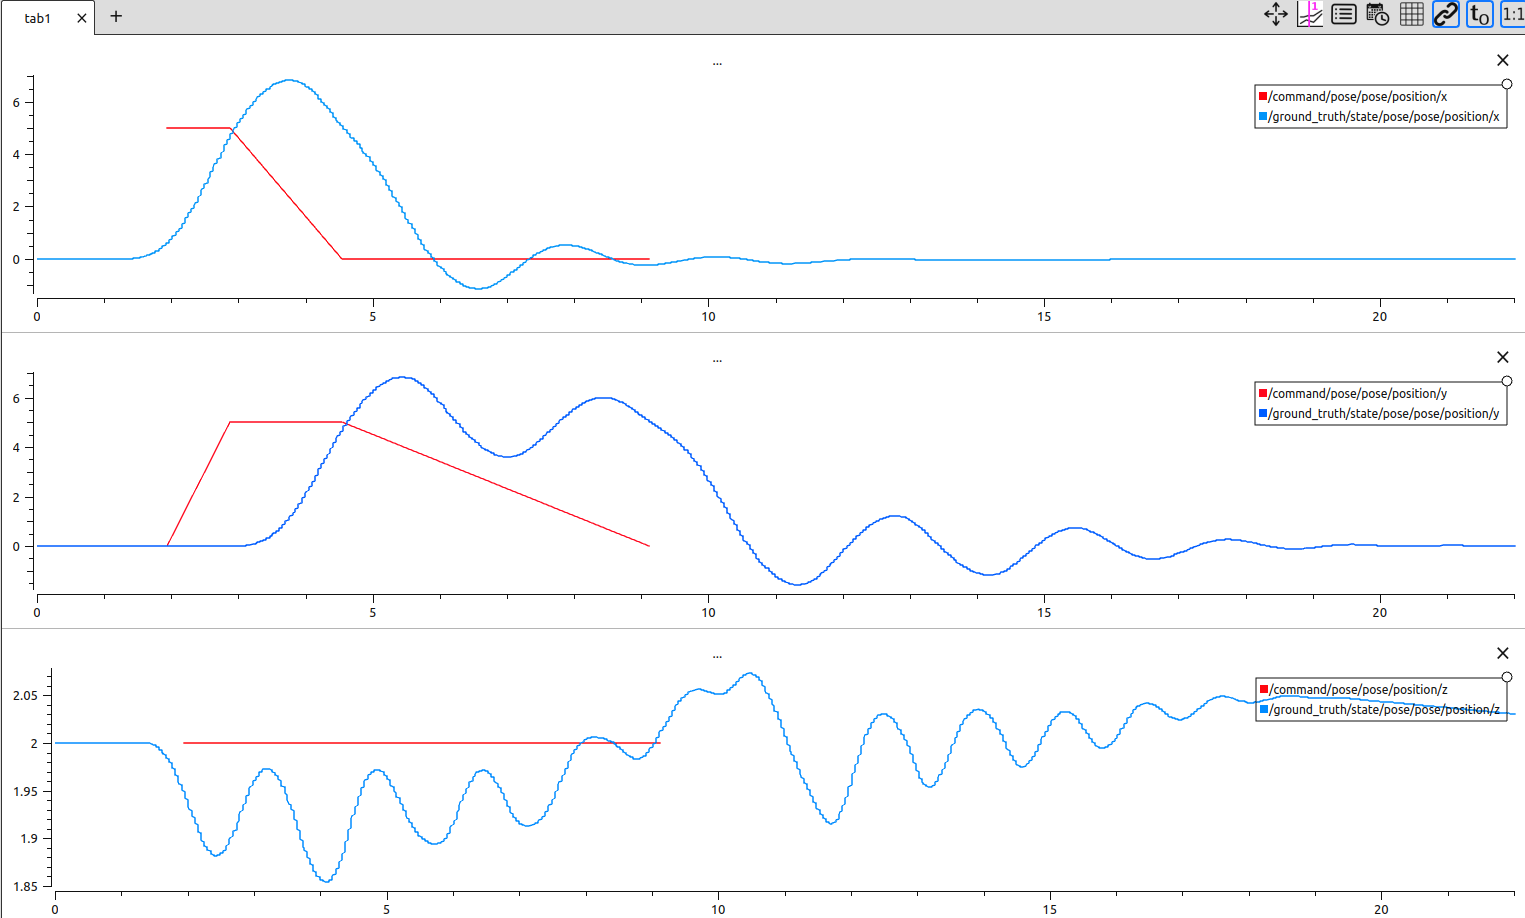 tab1
1:1
...
/command/pose/pose/position/x
/ground_truth/state/pose/pose/position/x
6
4
2
0
0 5 10 15 20
...
/command/pose/pose/position/y
/ground_truth/state/pose/pose/position/y
6
4
2
0
0 5 10 15 20
...
/command/pose/pose/position/z
/ground_truth/state/pose/pose/position/z
2.05
2
1.95
1.9
1.85
0 5 10 15 20